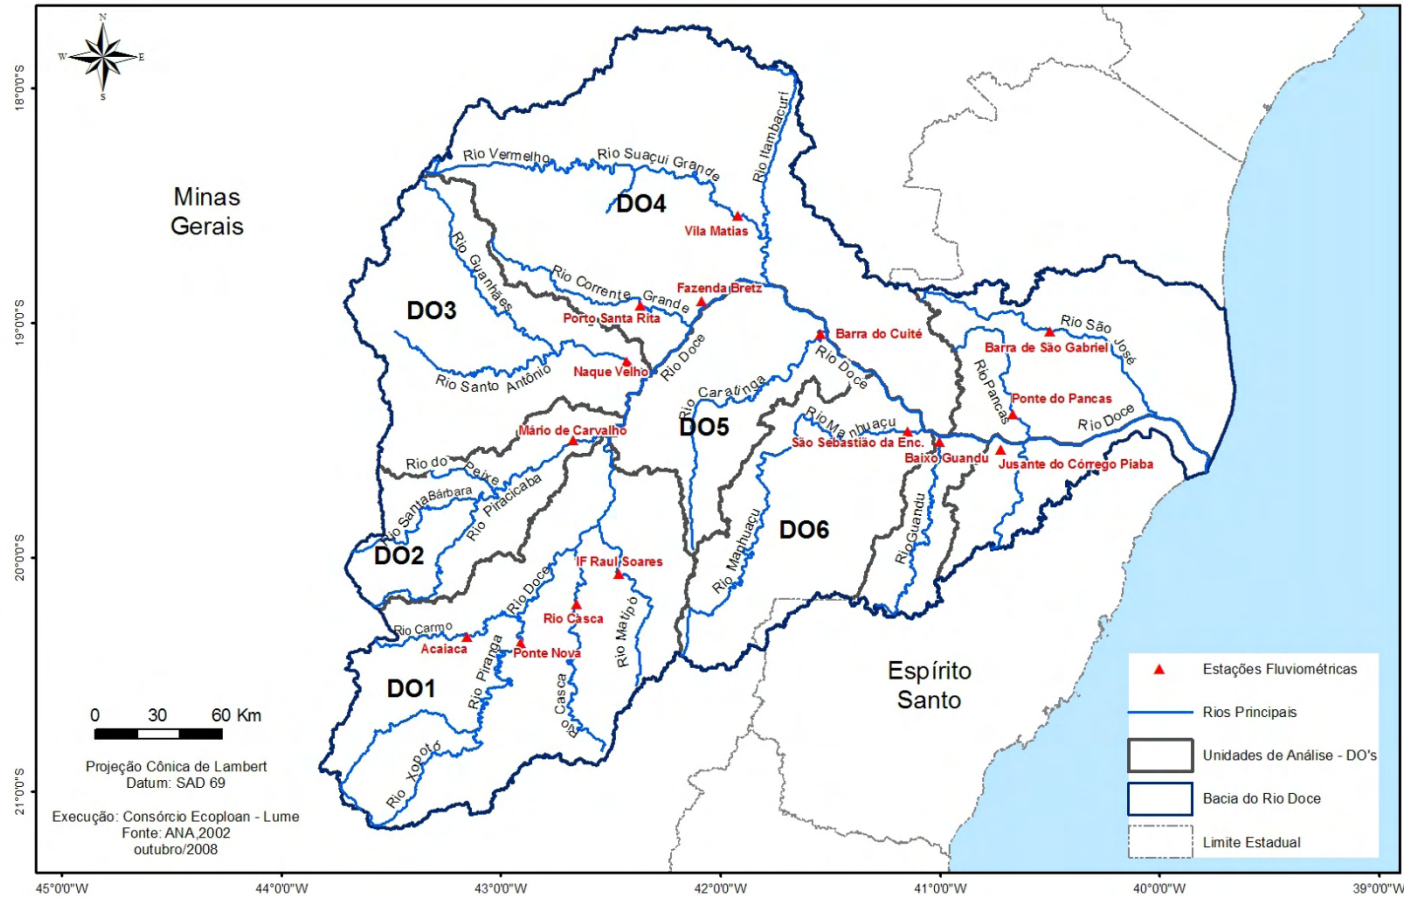 N
W
E
S
18°0'0"S
19°0'0"S
20°0'0"S
21°0'0"S
Minas
Gerais
Rio Vermelho
Rio Suaçuí Grande
Rio Itambacuri
DO4
Vila Matias
Rio Guanhães
Rio Corrente Grande
Fazenda Bretz
Porto Santa Rita
DO3
Rio Doce
Barra do Cuité
Rio Doce
Rio São José
Barra de São Gabriel
Naque Velho
Rio Santo Antônio
Rio Caratinga
Rio Pancas
Ponte do Pancas
Rio Doce
DO5
Rio Manhuaçu
Mário de Carvalho
São Sebastião da Enc.
Baixo Guandu
Jusante do Córrego Piaba
Rio do Peixe
Rio Santa Bárbara
Rio Piracicaba
DO2
DO6
Rio Manhuaçu
Rio Guandu
IF Raul Soares
Rio Doce
Rio Casca
Rio Matipó
Rio Carmo
Acaiaca
Ponte Nova
Rio Piranga
DO1
Rio Casca
Rio Xopotó
Espírito
Santo
0 30 60 Km
Projeção Cônica de Lambert
Datum: SAD 69
Execução: Consórcio Ecoploan - Lume
Fonte: ANA,2002
outubro/2008
Estações Fluviométricas
Rios Principais
Unidades de Análise - DO's
Bacia do Rio Doce
Limite Estadual
45°0'0"W 44°0'0"W 43°0'0"W 42°0'0"W 41°0'0"W 40°0'0"W 39°0'0"W